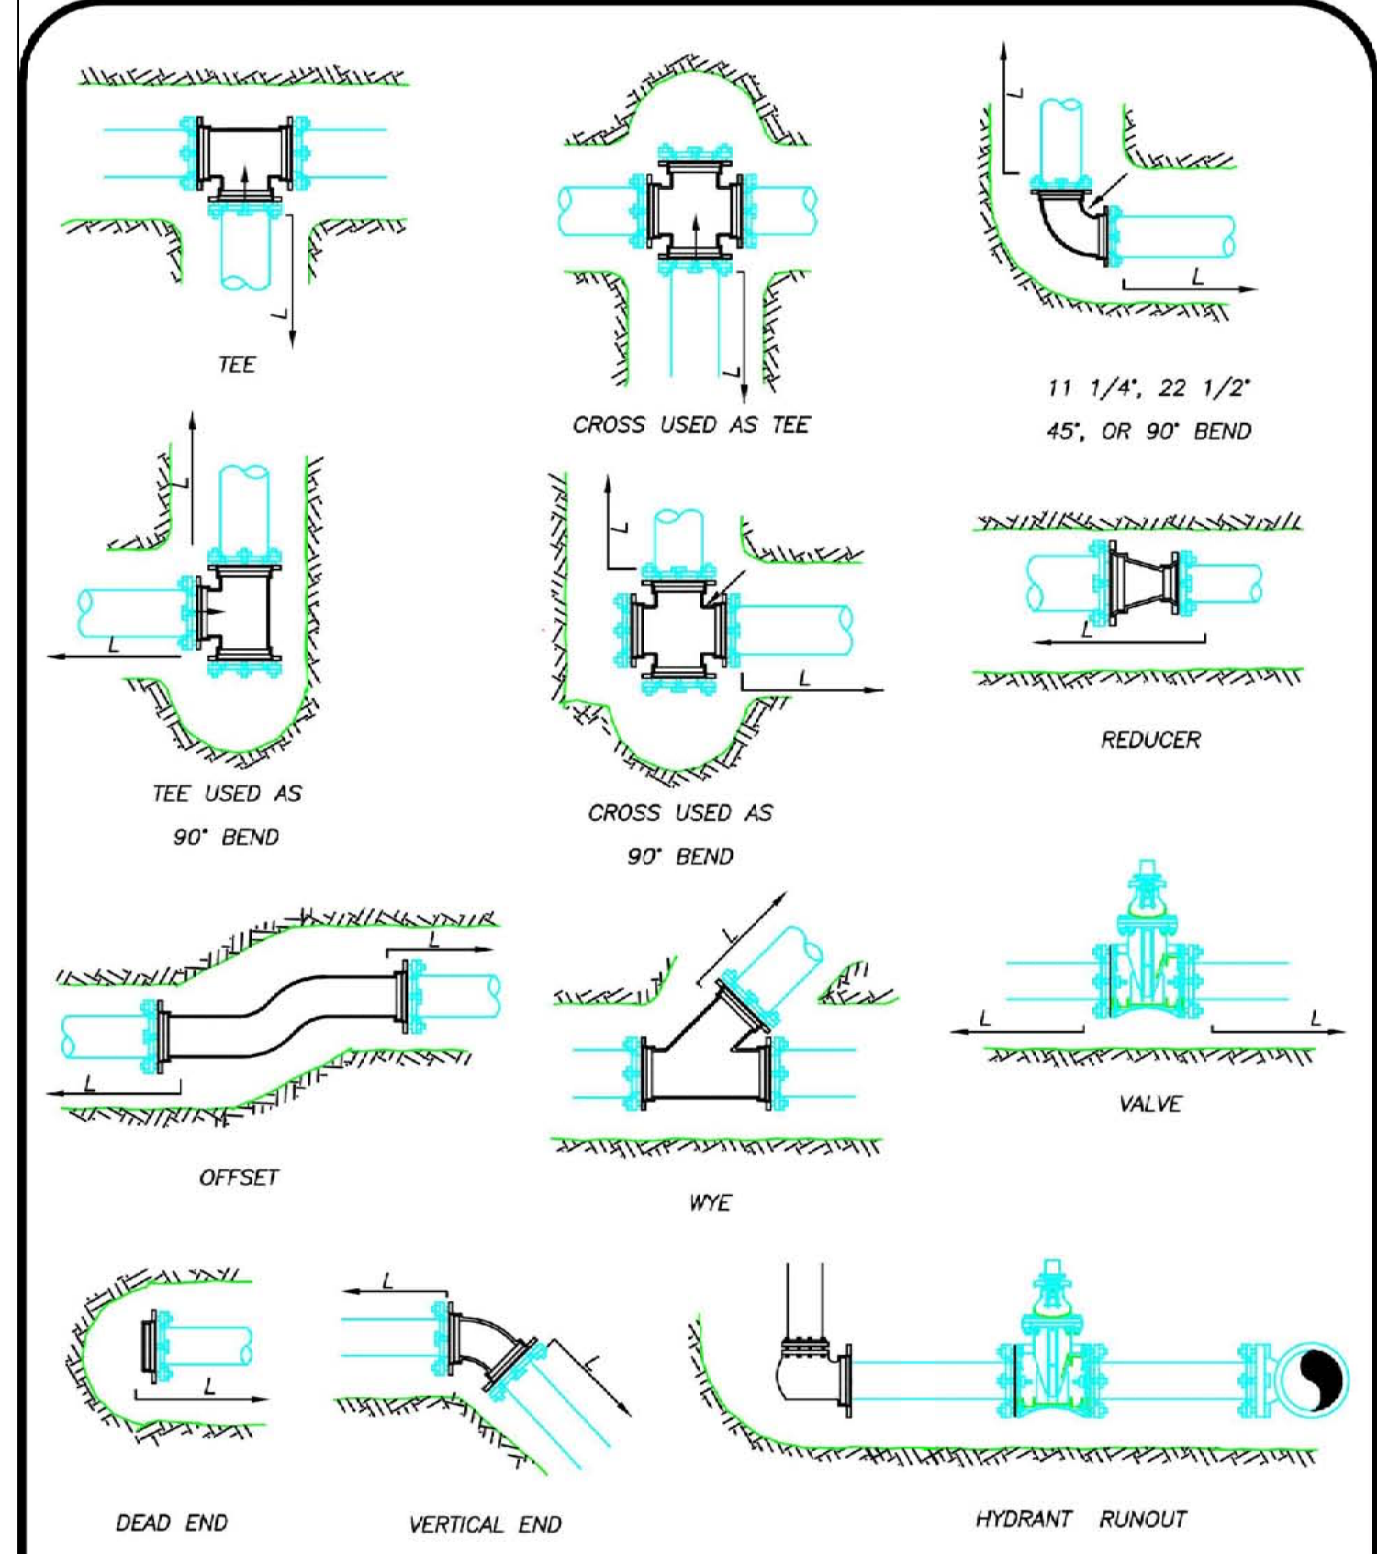 L
L
TEE
L
CROSS USED AS TEE
L
L
11 1/4°, 22 1/2°
45°, OR 90° BEND
L
L
TEE USED AS
90° BEND
L
L
CROSS USED AS
90° BEND
L
REDUCER
L
L
OFFSET
L
WYE
L
L
VALVE
L
DEAD END
L
L
VERTICAL END
HYDRANT RUNOUT